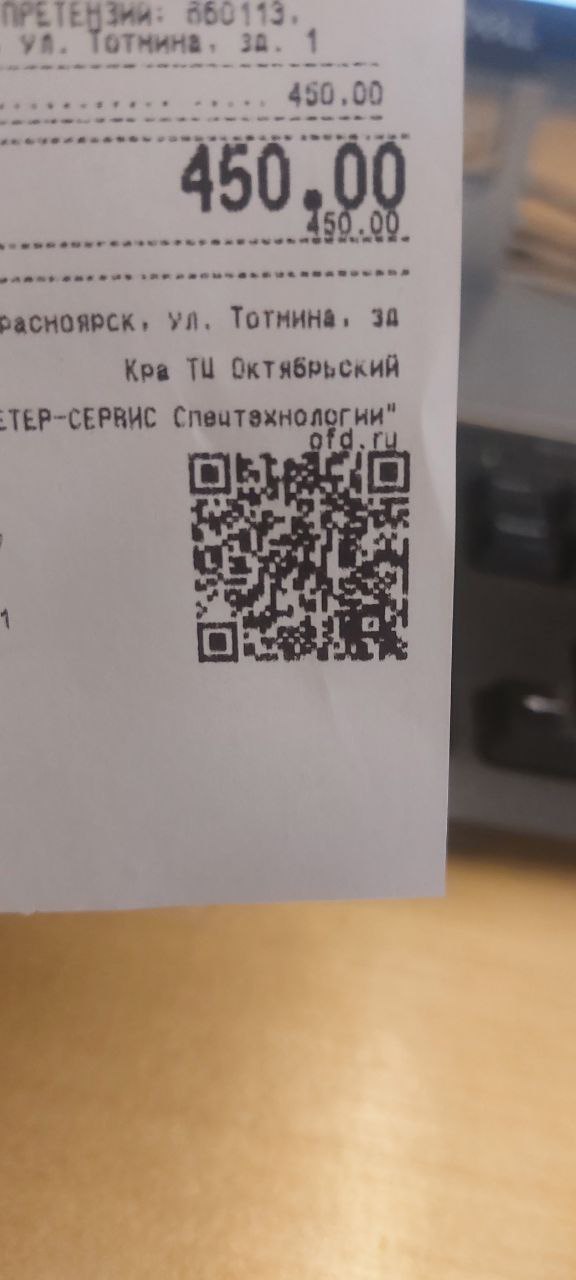 ПРЕТЕНЗИИ: 660113,
ул. Тотмина, зд. 1
450.00
450.00
450.00
расноярск, ул. Тотмина, зд
Кра ТЦ Октябрьский
ЕТЕР-СЕРВИС Спецтехнологии"
ofd.ru
1